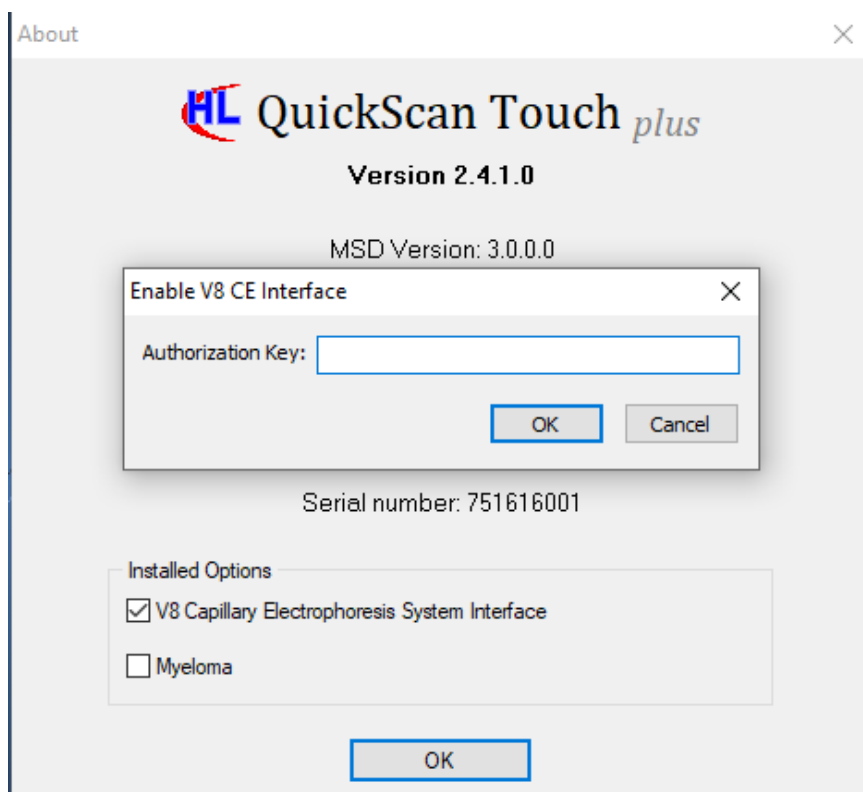 About
HL QuickScan Touch plus
Version 2.4.1.0
MSD Version: 3.0.0.0
Enable V8 CE Interface
Authorization Key:
OK Cancel
Serial number: 751616001
Installed Options
V8 Capillary Electrophoresis System Interface
Myeloma
OK